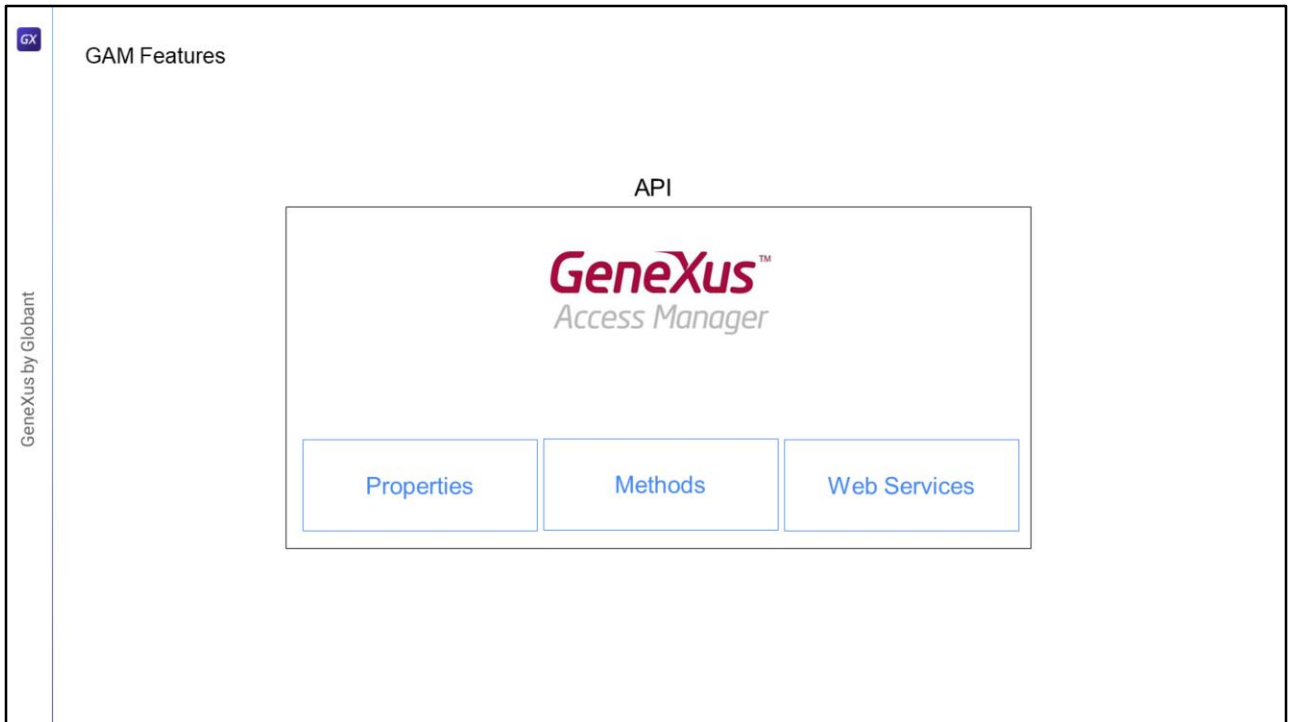 GX
GAM Features
API
GeneXus™
Access Manager
Properties
Methods
Web Services
GeneXus by Globant